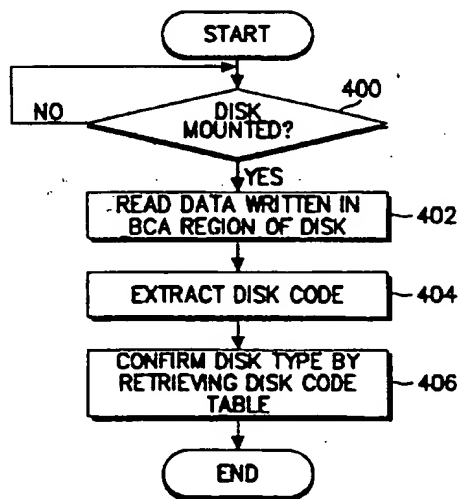 START
400
NO
DISK
MOUNTED?
YES
READ DATA WRITTEN IN
BCA REGION OF DISK
402
EXTRACT DISK CODE
404
CONFIRM DISK TYPE BY
RETRIEVING DISK CODE
TABLE
406
END